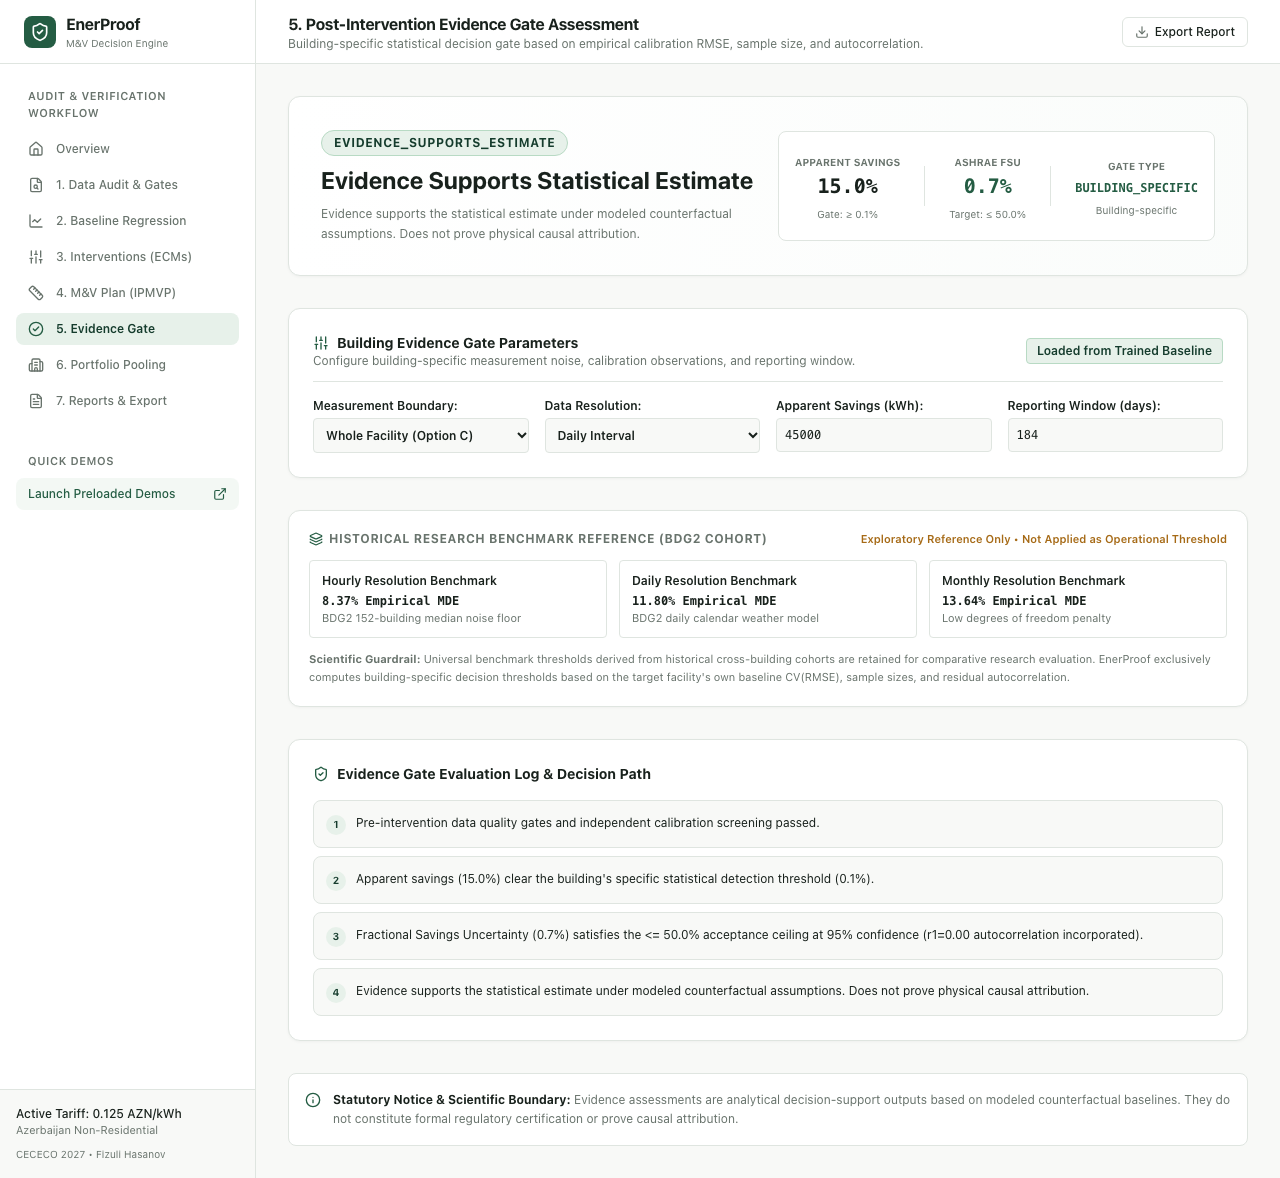 EnerProof
M&V Decision Engine
AUDIT & VERIFICATION
WORKFLOW
Overview
1. Data Audit & Gates
2. Baseline Regression
3. Interventions (ECMs)
4. M&V Plan (IPMVP)
5. Evidence Gate
6. Portfolio Pooling
7. Reports & Export
QUICK DEMOS
Launch Preloaded Demos
Active Tariff: 0.125 AZN/kWh
Azerbaijan Non-Residential
CECECO 2027 • Fizuli Hasanov
5. Post-Intervention Evidence Gate Assessment
Building-specific statistical decision gate based on empirical calibration RMSE, sample size, and autocorrelation.
Export Report
EVIDENCE_SUPPORTS_ESTIMATE
Evidence Supports Statistical Estimate
Evidence supports the statistical estimate under modeled counterfactual
assumptions. Does not prove physical causal attribution.
APPARENT SAVINGS
15.0%
Gate: ≥ 0.1%
ASHRAE FSU
0.7%
Target: ≤ 50.0%
GATE TYPE
BUILDING_SPECIFIC
Building-specific
Building Evidence Gate Parameters
Configure building-specific measurement noise, calibration observations, and reporting window.
Loaded from Trained Baseline
Measurement Boundary:
Whole Facility (Option C)
Data Resolution:
Daily Interval
Apparent Savings (kWh):
45000
Reporting Window (days):
184
HISTORICAL RESEARCH BENCHMARK REFERENCE (BDG2 COHORT)
Exploratory Reference Only • Not Applied as Operational Threshold
Hourly Resolution Benchmark
8.37% Empirical MDE
BDG2 152-building median noise floor
Daily Resolution Benchmark
11.80% Empirical MDE
BDG2 daily calendar weather model
Monthly Resolution Benchmark
13.64% Empirical MDE
Low degrees of freedom penalty
Scientific Guardrail: Universal benchmark thresholds derived from historical cross-building cohorts are retained for comparative research evaluation. EnerProof exclusively
computes building-specific decision thresholds based on the target facility's own baseline CV(RMSE), sample sizes, and residual autocorrelation.
Evidence Gate Evaluation Log & Decision Path
1 Pre-intervention data quality gates and independent calibration screening passed.
2 Apparent savings (15.0%) clear the building's specific statistical detection threshold (0.1%).
3 Fractional Savings Uncertainty (0.7%) satisfies the <= 50.0% acceptance ceiling at 95% confidence (r1=0.00 autocorrelation incorporated).
4 Evidence supports the statistical estimate under modeled counterfactual assumptions. Does not prove physical causal attribution.
Statutory Notice & Scientific Boundary: Evidence assessments are analytical decision-support outputs based on modeled counterfactual baselines. They do
not constitute formal regulatory certification or prove causal attribution.